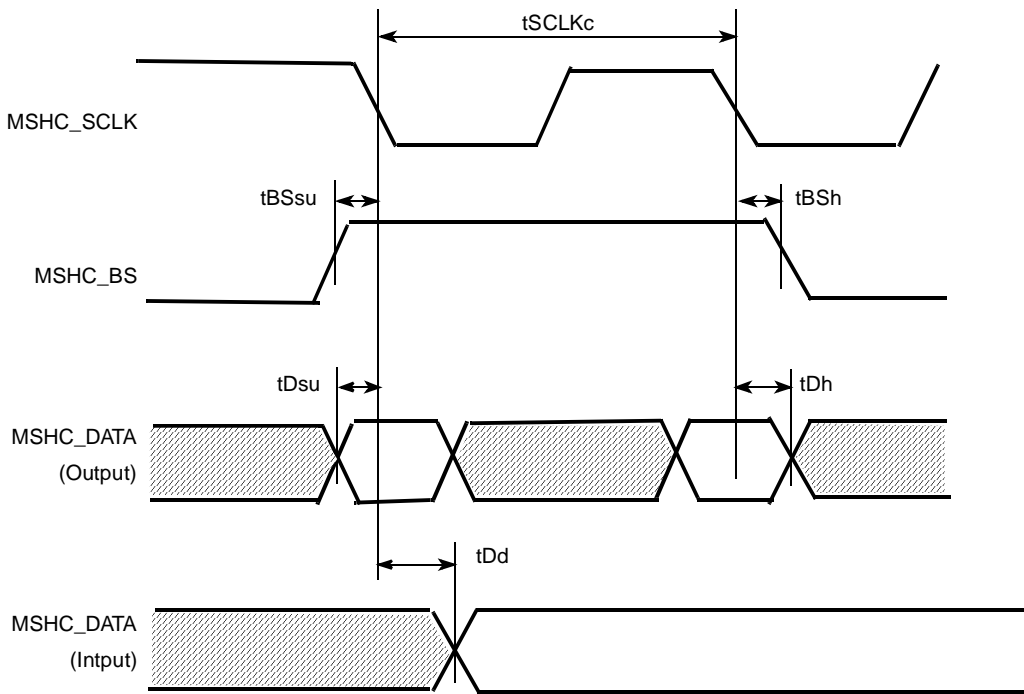 tSCLKc
MSHC_SCLK
tBSsu
tBSh
MSHC_BS
tDsu
tDh
MSHC_DATA
(Output)
tDd
MSHC_DATA
(Intput)